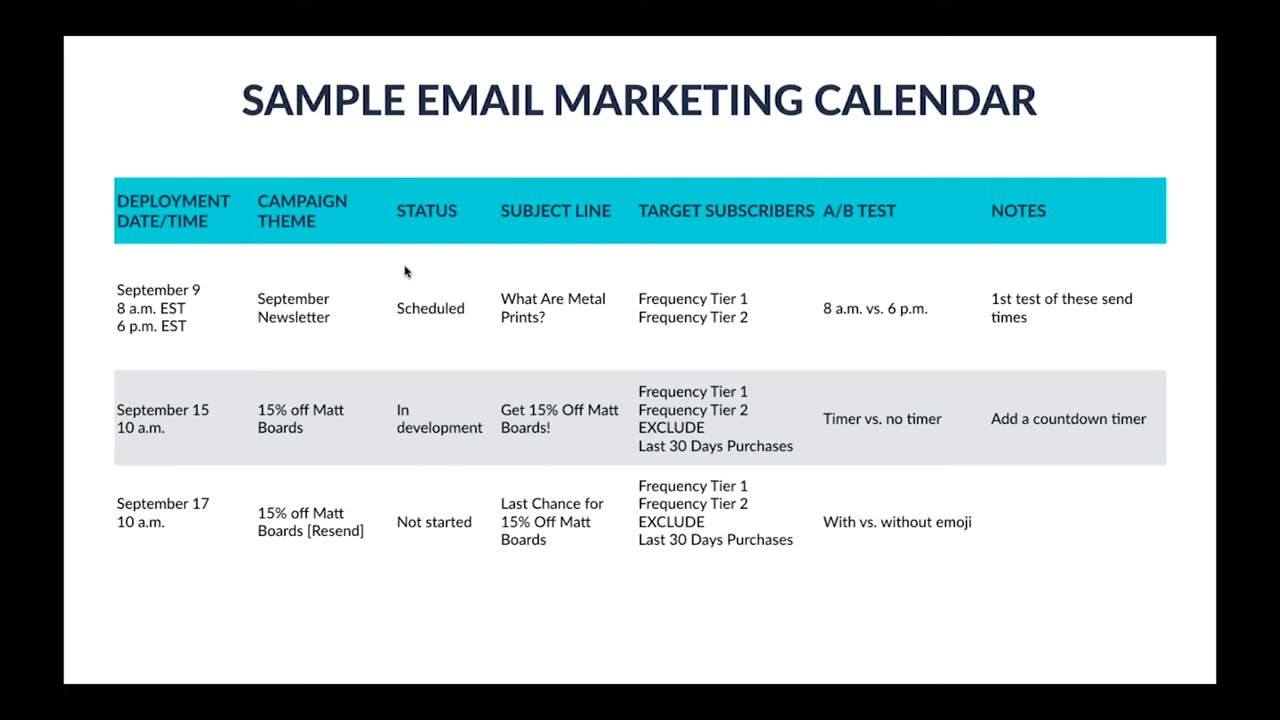 SAMPLE EMAIL MARKETING CALENDAR
DEPLOYMENT
DATE/TIME
CAMPAIGN
THEME
STATUS
SUBJECT LINE
TARGET SUBSCRIBERS
A/B TEST
NOTES
September 9
8 a.m. EST
6 p.m. EST
September
Newsletter
Scheduled
What Are Metal
Prints?
Frequency Tier 1
Frequency Tier 2
8 a.m. vs. 6 p.m.
1st test of these send
times
September 15
10 a.m.
15% off Matt
Boards
In
development
Get 15% Off Matt
Boards!
Frequency Tier 1
Frequency Tier 2
EXCLUDE
Last 30 Days Purchases
Timer vs. no timer
Add a countdown timer
September 17
10 a.m.
15% off Matt
Boards [Resend]
Not started
Last Chance for
15% Off Matt
Boards
Frequency Tier 1
Frequency Tier 2
EXCLUDE
Last 30 Days Purchases
With vs. without emoji